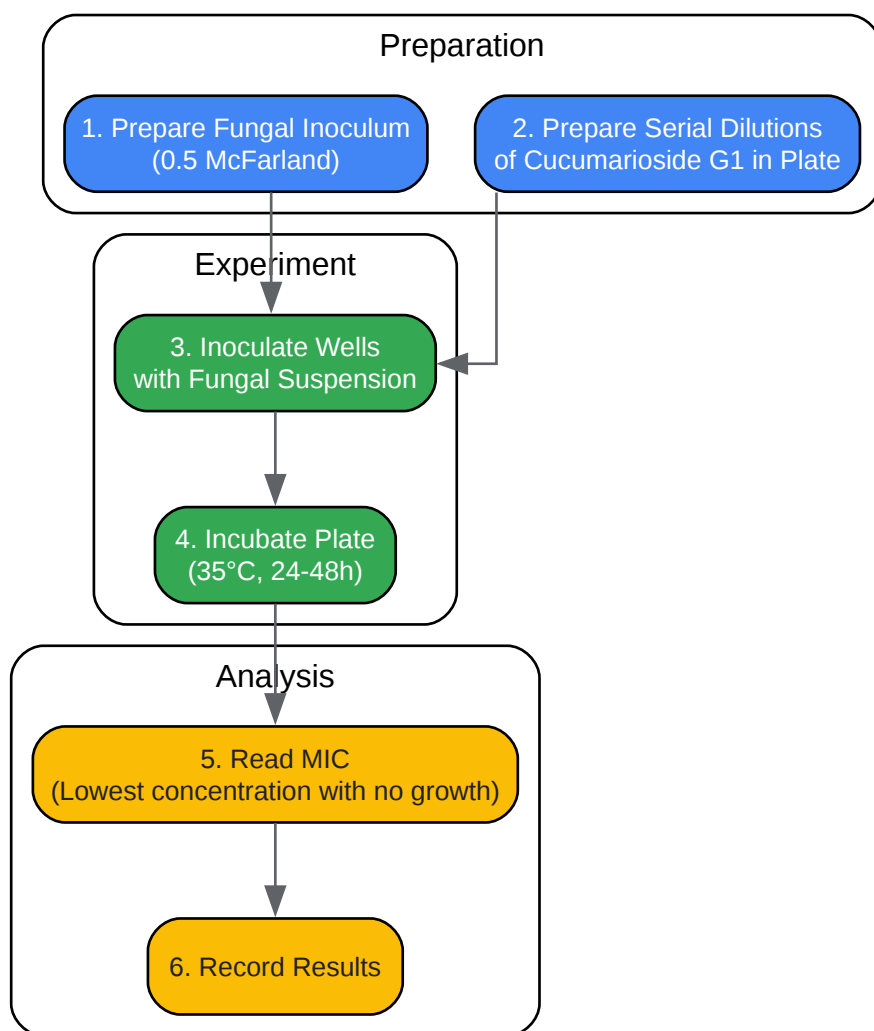 Preparation
1. Prepare Fungal Inoculum
(0.5 McFarland)
2. Prepare Serial Dilutions
of Cucumarioside G1 in Plate
Experiment
3. Inoculate Wells
with Fungal Suspension
4. Incubate Plate
(35°C, 24-48h)
Analysis
5. Read MIC
(Lowest concentration with no growth)
6. Record Results